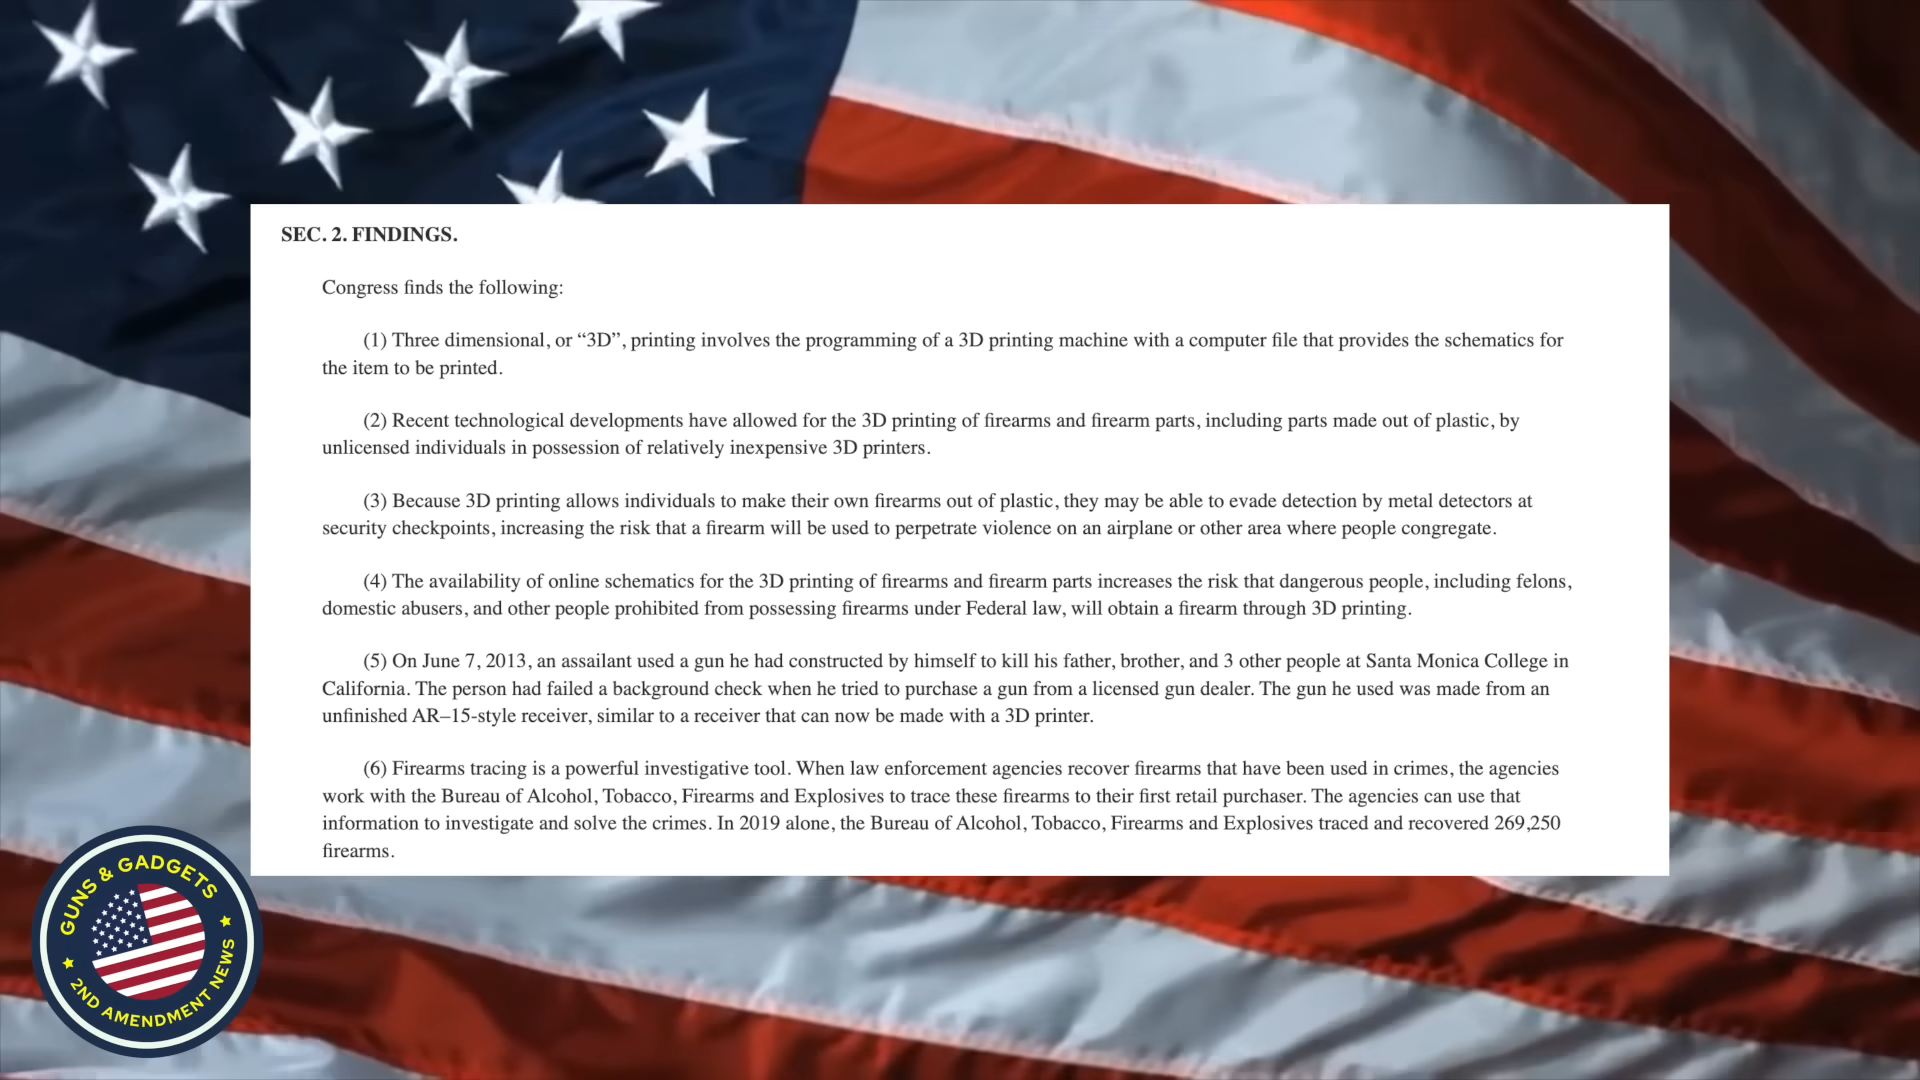 SEC. 2. FINDINGS.
Congress finds the following:
(1) Three dimensional, or “3D”, printing involves the programming of a 3D printing machine with a computer file that provides the schematics for
the item to be printed.
(2) Recent technological developments have allowed for the 3D printing of firearms and firearm parts, including parts made out of plastic, by
unlicensed individuals in possession of relatively inexpensive 3D printers.
(3) Because 3D printing allows individuals to make their own firearms out of plastic, they may be able to evade detection by metal detectors at
security checkpoints, increasing the risk that a firearm will be used to perpetrate violence on an airplane or other area where people congregate.
(4) The availability of online schematics for the 3D printing of firearms and firearm parts increases the risk that dangerous people, including felons,
domestic abusers, and other people prohibited from possessing firearms under Federal law, will obtain a firearm through 3D printing.
(5) On June 7, 2013, an assailant used a gun he had constructed by himself to kill his father, brother, and 3 other people at Santa Monica College in
California. The person had failed a background check when he tried to purchase a gun from a licensed gun dealer. The gun he used was made from an
unfinished AR–15-style receiver, similar to a receiver that can now be made with a 3D printer.
(6) Firearms tracing is a powerful investigative tool. When law enforcement agencies recover firearms that have been used in crimes, the agencies
work with the Bureau of Alcohol, Tobacco, Firearms and Explosives to trace these firearms to their first retail purchaser. The agencies can use that
information to investigate and solve the crimes. In 2019 alone, the Bureau of Alcohol, Tobacco, Firearms and Explosives traced and recovered 269,250
firearms.
GUNS & GADGETS
2ND AMENDMENT NEWS